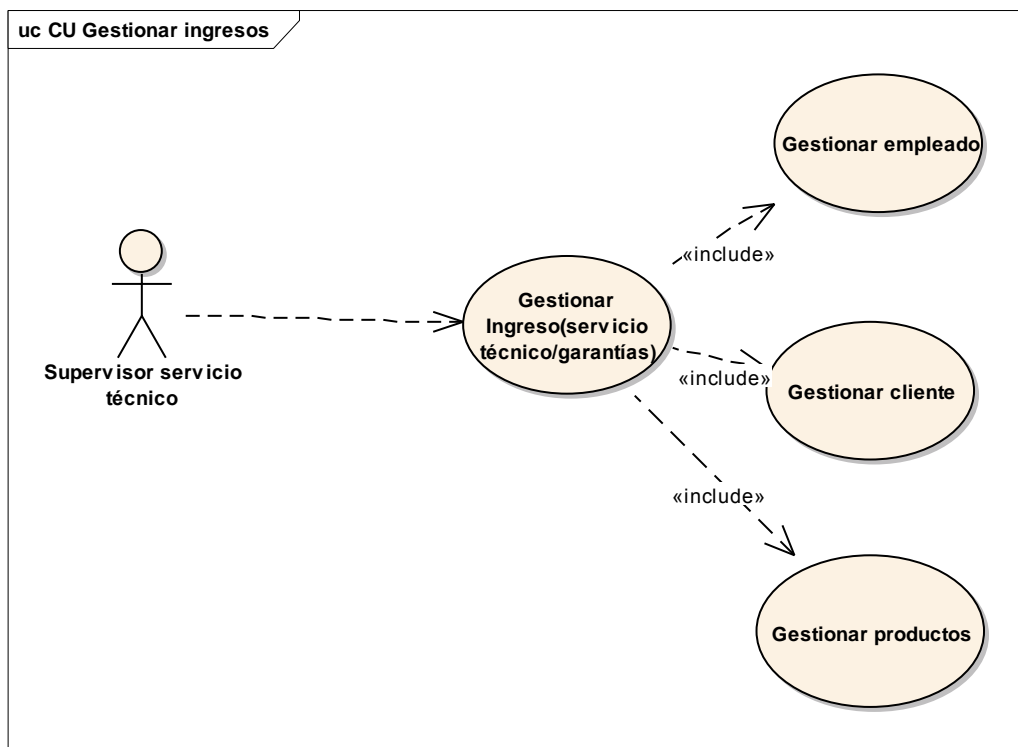 uc CU Gestionar ingresos
Gestionar empleado
«include»
Supervisor servicio
técnico
Gestionar
Ingreso(servicio
técnico/garantías)
«include»
Gestionar cliente
«include»
Gestionar productos